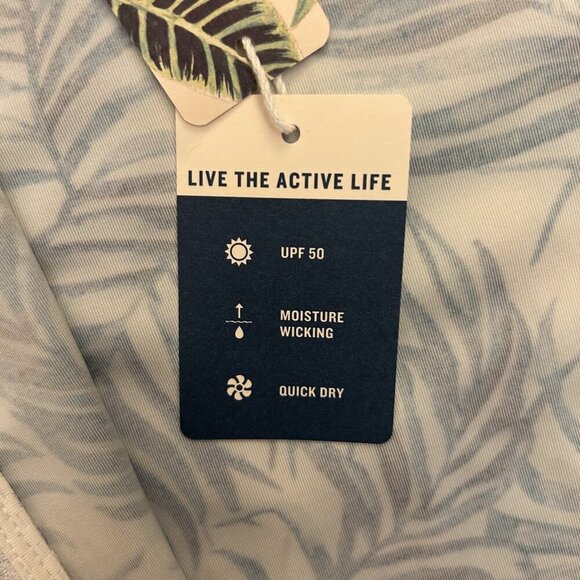 LIVE THE ACTIVE LIFE
UPF 50
MOISTURE
WICKING
QUICK DRY